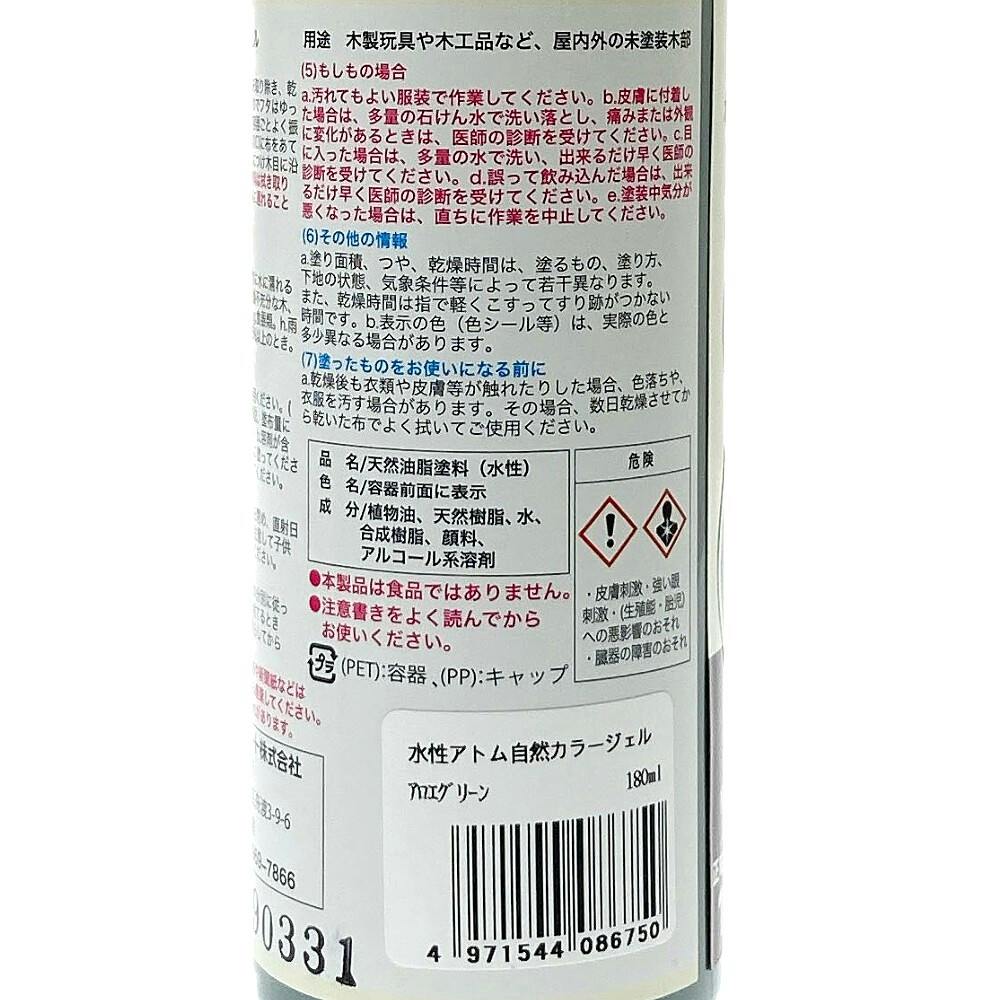 用途 木製玩具や木工品など、屋内外の未塗装木部
(5)もしもの場合
a.汚れてもよい服装で作業してください。b.皮膚に付着し
た場合は、多量の石けん水で洗い落とし、痛みまたは外観
に変化があるときは、医師の診断を受けてください。c.目
に入った場合は、多量の水で洗い、出来るだけ早く医師の
診断を受けてください。d.誤って飲み込んだ場合は、出来
るだけ早く医師の診断を受けてください。e.塗装中気分が
悪くなった場合は、直ちに作業を中止してください。
(6)その他の情報
a.塗り面積、つや、乾燥時間は、塗るもの、塗り方、
下地の状態、気象条件等によって若干異なります。
また、乾燥時間は指で軽くこすってすり跡がつかない
時間です。b.表示の色（色シール等）は、実際の色と
多少異なる場合があります。
(7)塗ったものをお使いになる前に
a.乾燥後も衣類や皮膚等が触れたりした場合、色落ちや、
衣服を汚す場合があります。その場合、数日乾燥させてか
ら乾いた布でよく拭いてご使用ください。
品 名/天然油脂塗料（水性）
色 名/容器前面に表示
成 分/植物油、天然樹脂、水、
合成樹脂、顔料、
アルコール系溶剤
危険
・皮膚刺激・強い眼
刺激・(生殖能・胎児)
への悪影響のおそれ
・臓器の障害のおそれ
●本製品は食品ではありません。
●注意書きをよく読んでから
お使いください。
プラ (PET):容器、(PP):キャップ
水性アトム自然カラージェル
ｱﾛｴｸﾞリーン 180ml
4 971544 086750
株式会社
3-9-6
-7866
90331